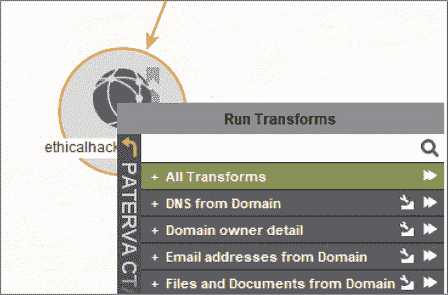 Run Transforms
ethicalhack
PATERVA CT
+ All Transforms
+ DNS from Domain
+ Domain owner detail
+ Email addresses from Domain
+ Files and Documents from Domain